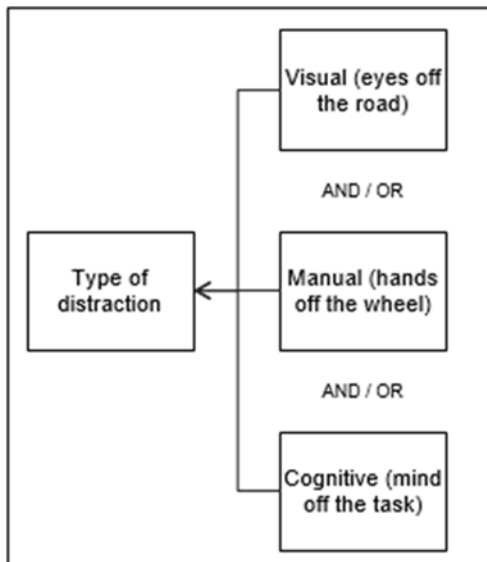 Visual (eyes off
the road)
AND / OR
Type of
distraction
Manual (hands
off the wheel)
AND / OR
Cognitive (mind
off the task)